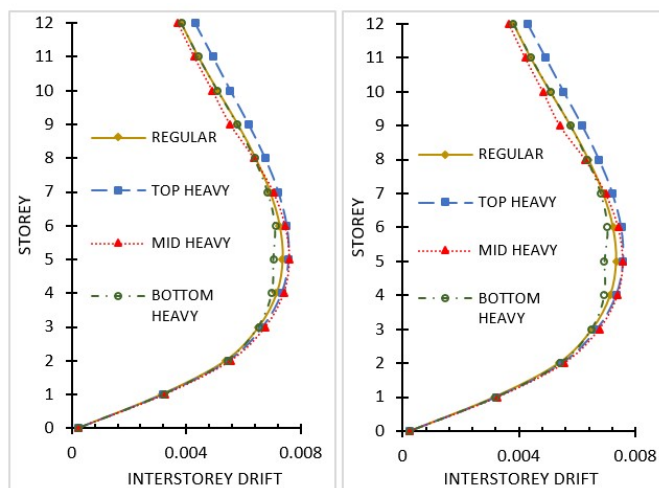 12
11
10
9
8
7
6
5
4
3
2
1
0
STOREY
REGULAR
TOP HEAVY
MID HEAVY
BOTTOM
HEAVY
0
0.004
0.008
INTERSTOREY DRIFT
12
11
10
9
8
7
6
5
4
3
2
1
0
STOREY
REGULAR
TOP HEAVY
MID HEAVY
BOTTOM
HEAVY
0
0.004
0.008
INTERSTOREY DRIFT